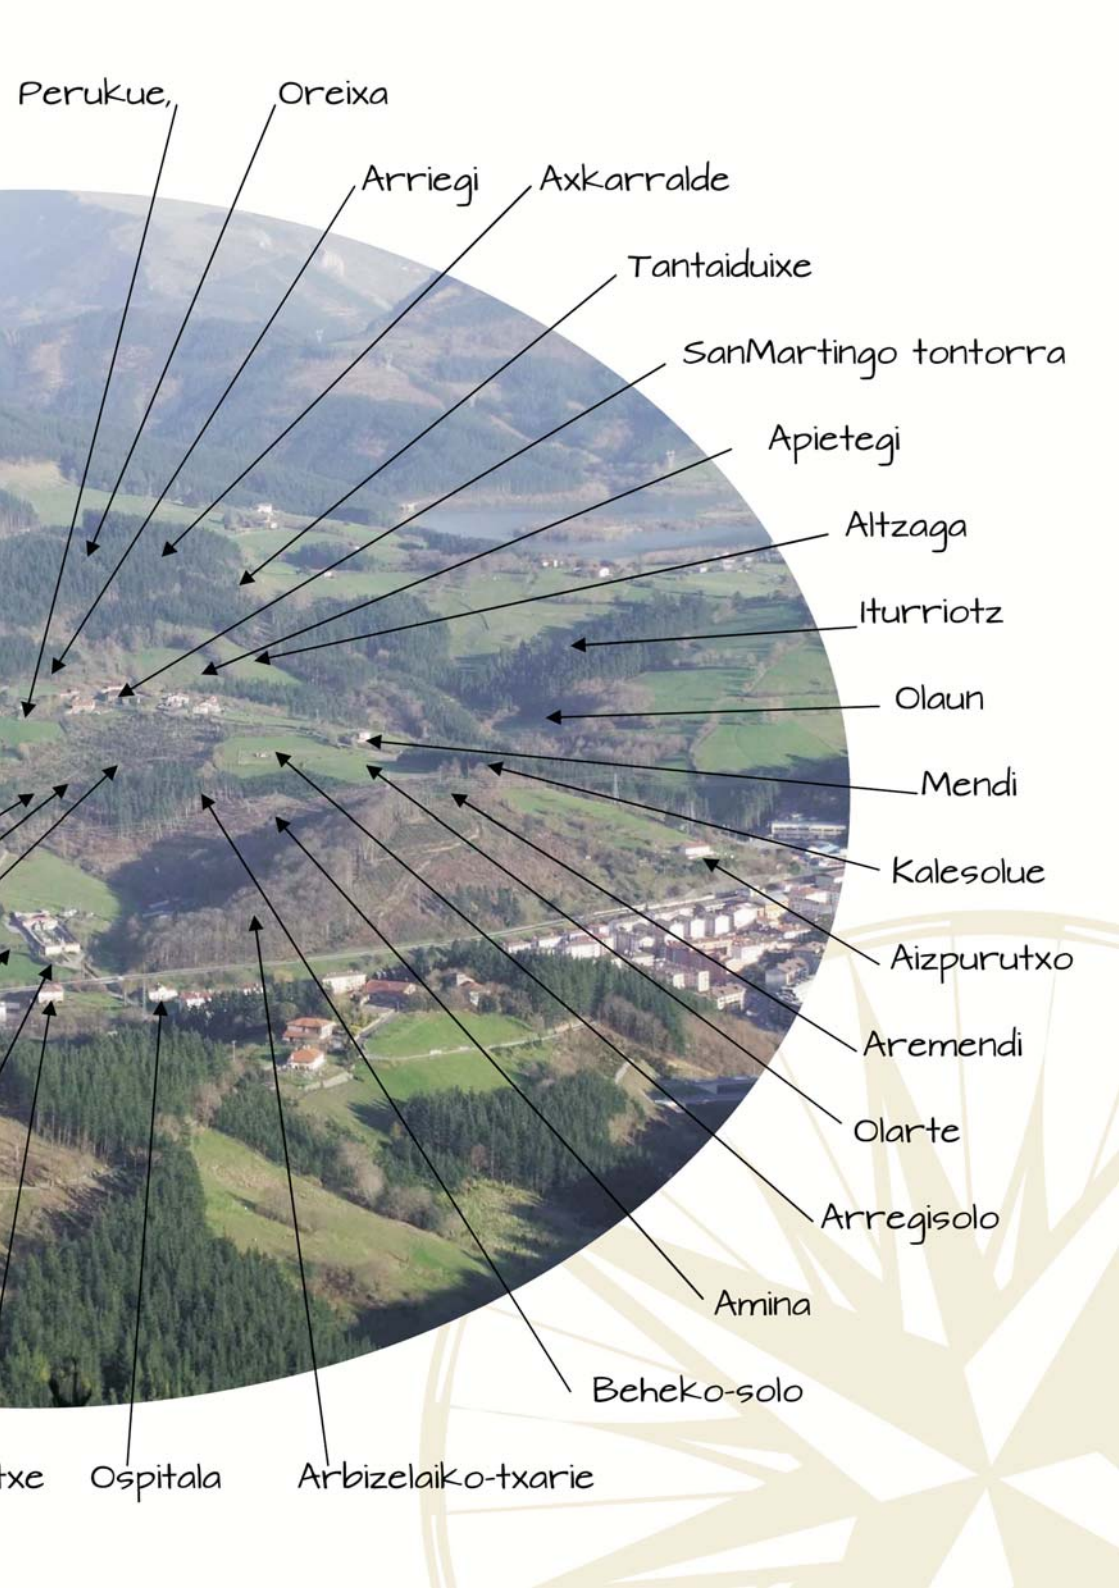 Perukue,
Oreixa
Arriegi
Axkarralde
Tantaiduixe
SanMartingo tontorra
Apietegi
Altzaga
Iturriotz
Olaun
Mendi
Kalesolue
Aizpurutxo
Aremendi
Olarte
Arregisolo
Amina
Beheko-solo
txe
Ospitala
Arbizelaiko-txarie